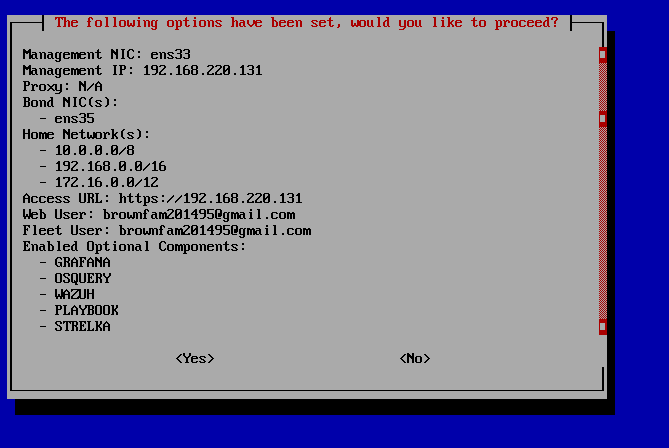 The following options have been set, would you like to proceed?
Management NIC: ens33
Management IP: 192.168.220.131
Proxy: N/A
Bond NIC(s):
- ens35
Home Network(s):
- 10.0.0.0/8
- 192.168.0.0/16
- 172.16.0.0/12
Access URL: https://192.168.220.131
Web User: brownfam201495@gmail.com
Fleet User: brownfam201495@gmail.com
Enabled Optional Components:
- GRAFANA
- OSQUERY
- WAZUH
- PLAYBOOK
- STRELKA
<Yes> <No>